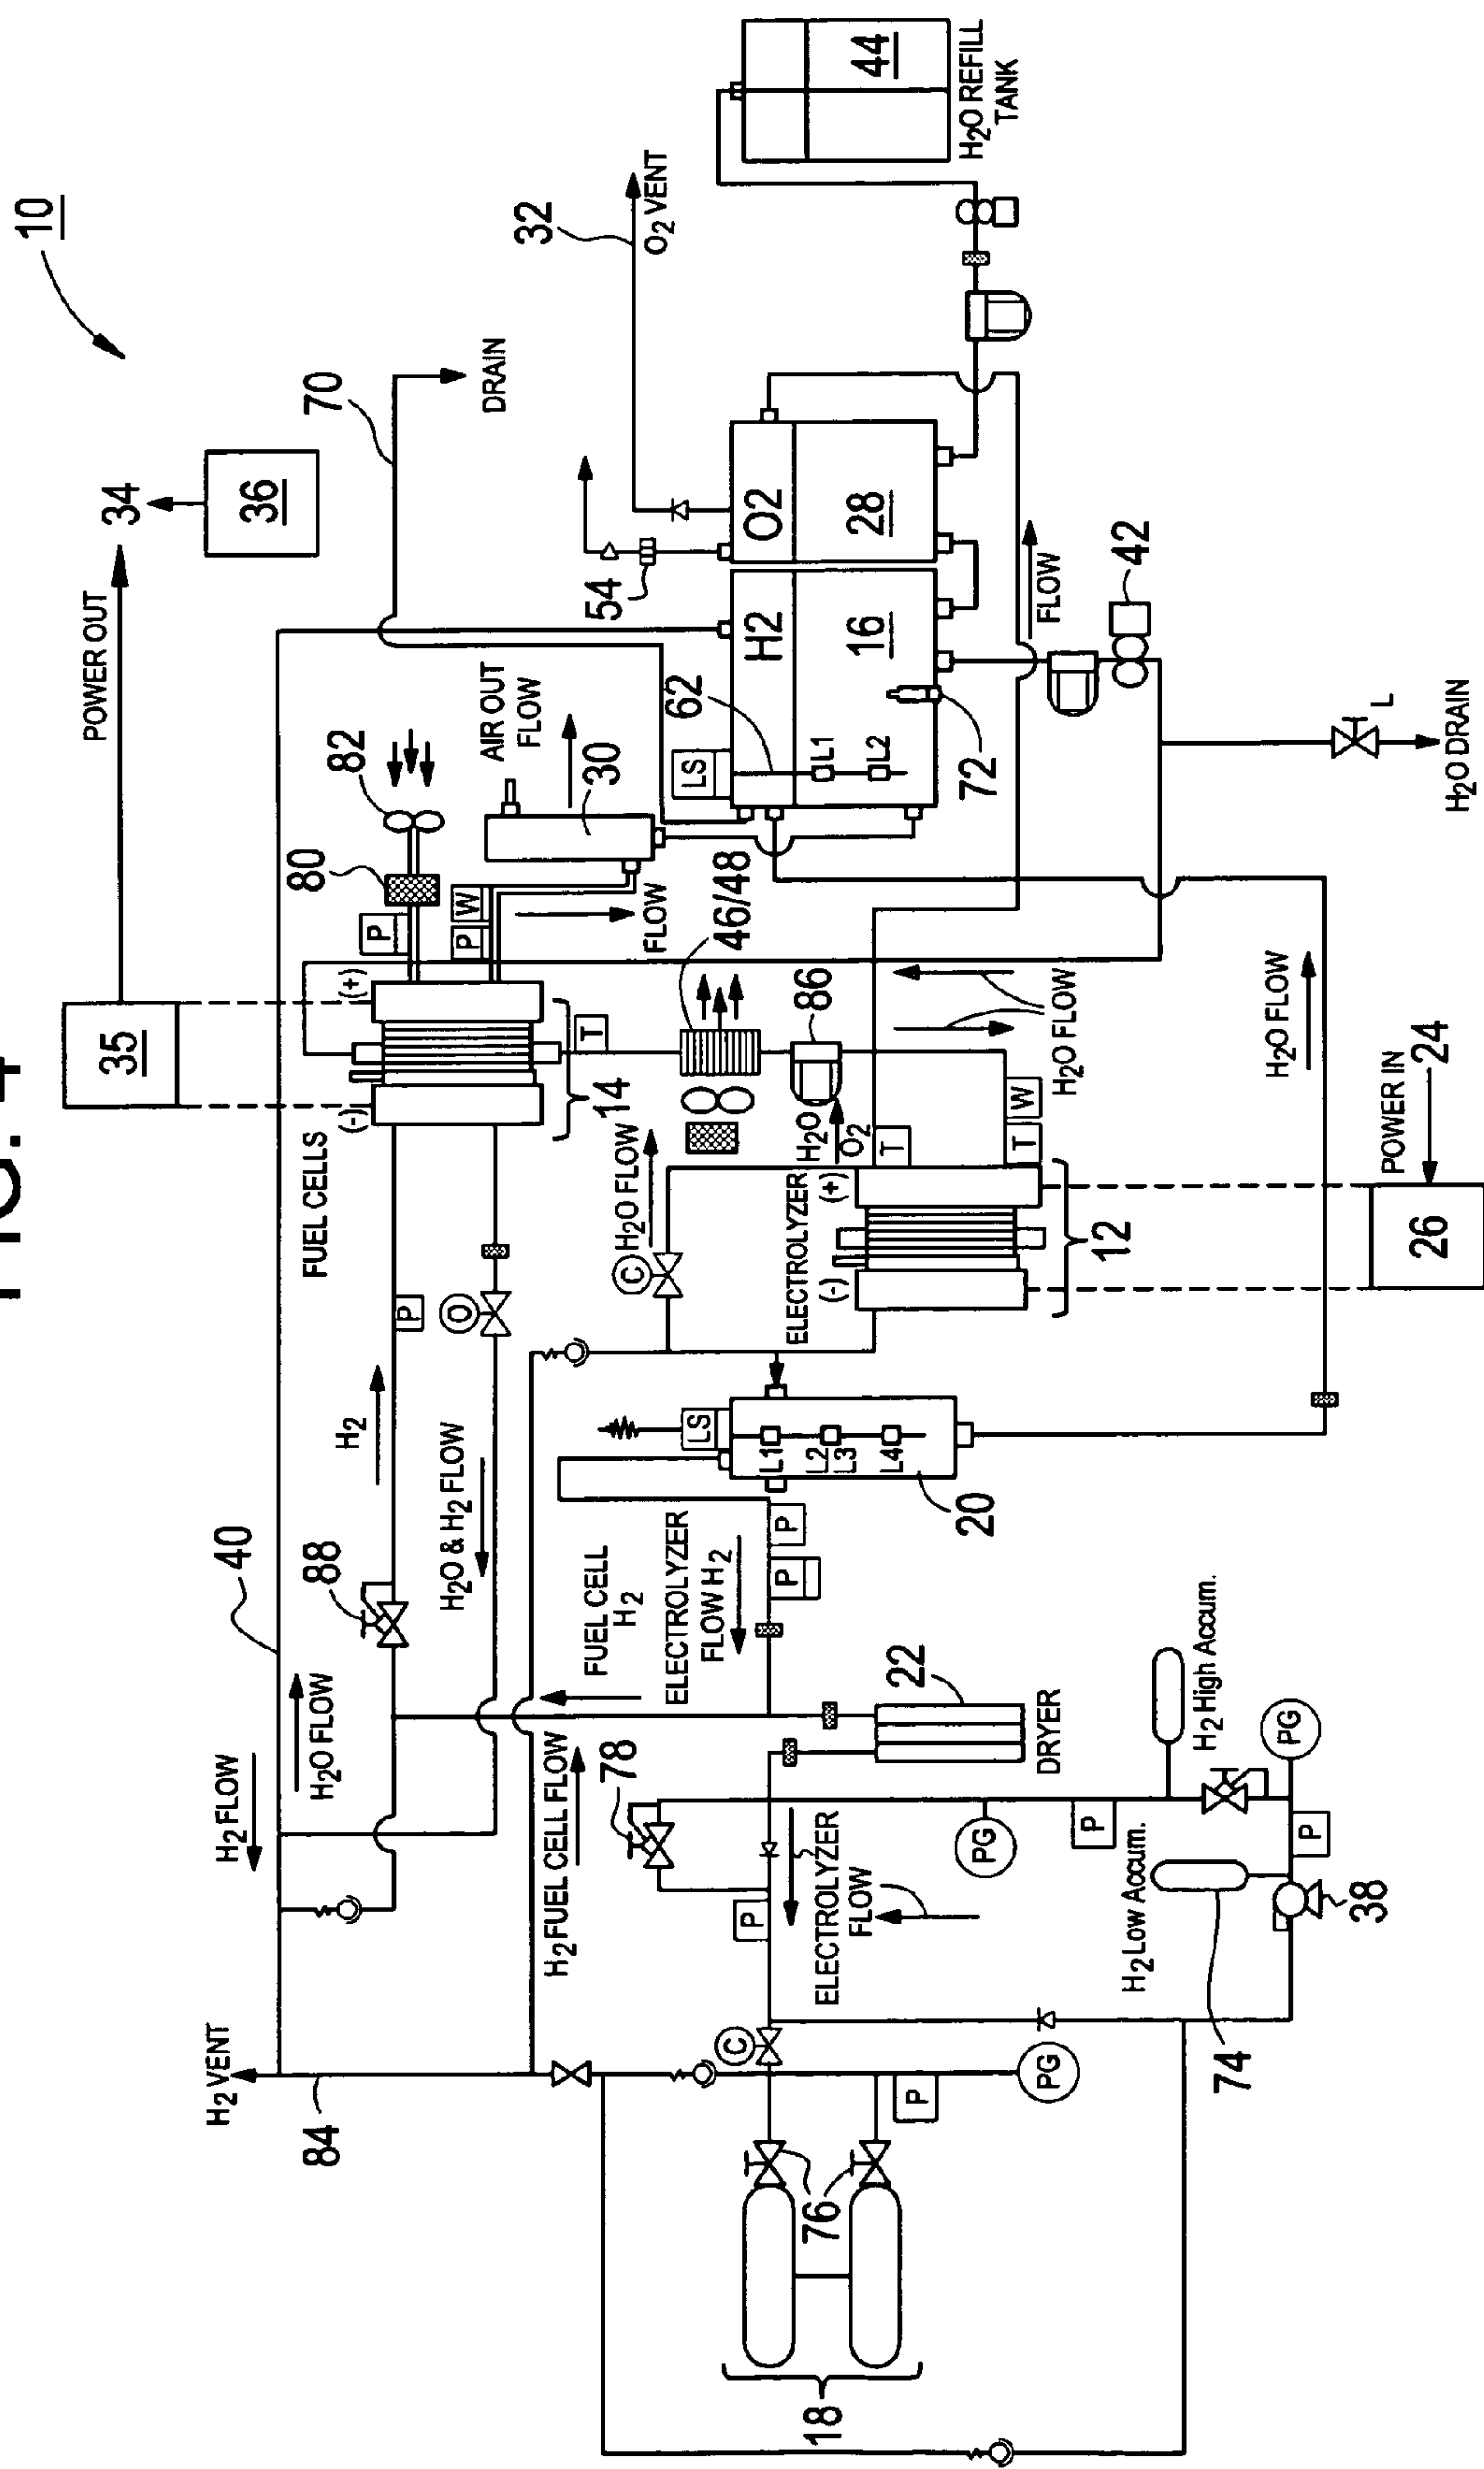 FIG. 4
10
35
POWER OUT
34
36
70
DRAIN
FUEL CELLS
(-)
(+)
14
P
80
82
P
W
FLOW
AIR OUT
FLOW
30
T
46/48
86
54
32
O2 VENT
62
LS
L1
L2
H2
16
72
O2
28
FLOW
42
44
H2O REFILL
TANK
L
H2O DRAIN
H2 VENT
84
H2 FLOW
H2O FLOW
40
88
H2
P
O
H2O & H2 FLOW
H2 FUEL CELL FLOW
FUEL CELL
H2
ELECTROLYZER
FLOW H2
P
P
C
H2O FLOW
H2O
O2
ELECTROLYZER
(-)
(+)
T
T
W
12
H2O FLOW
H2O FLOW
POWER IN
24
26
LS
L1
L2
L3
L4
20
22
DRYER
78
P
ELECTROLYZER
FLOW
PG
P
H2 High Accum.
PG
P
H2 Low Accum.
74
38
C
P
PG
76
18